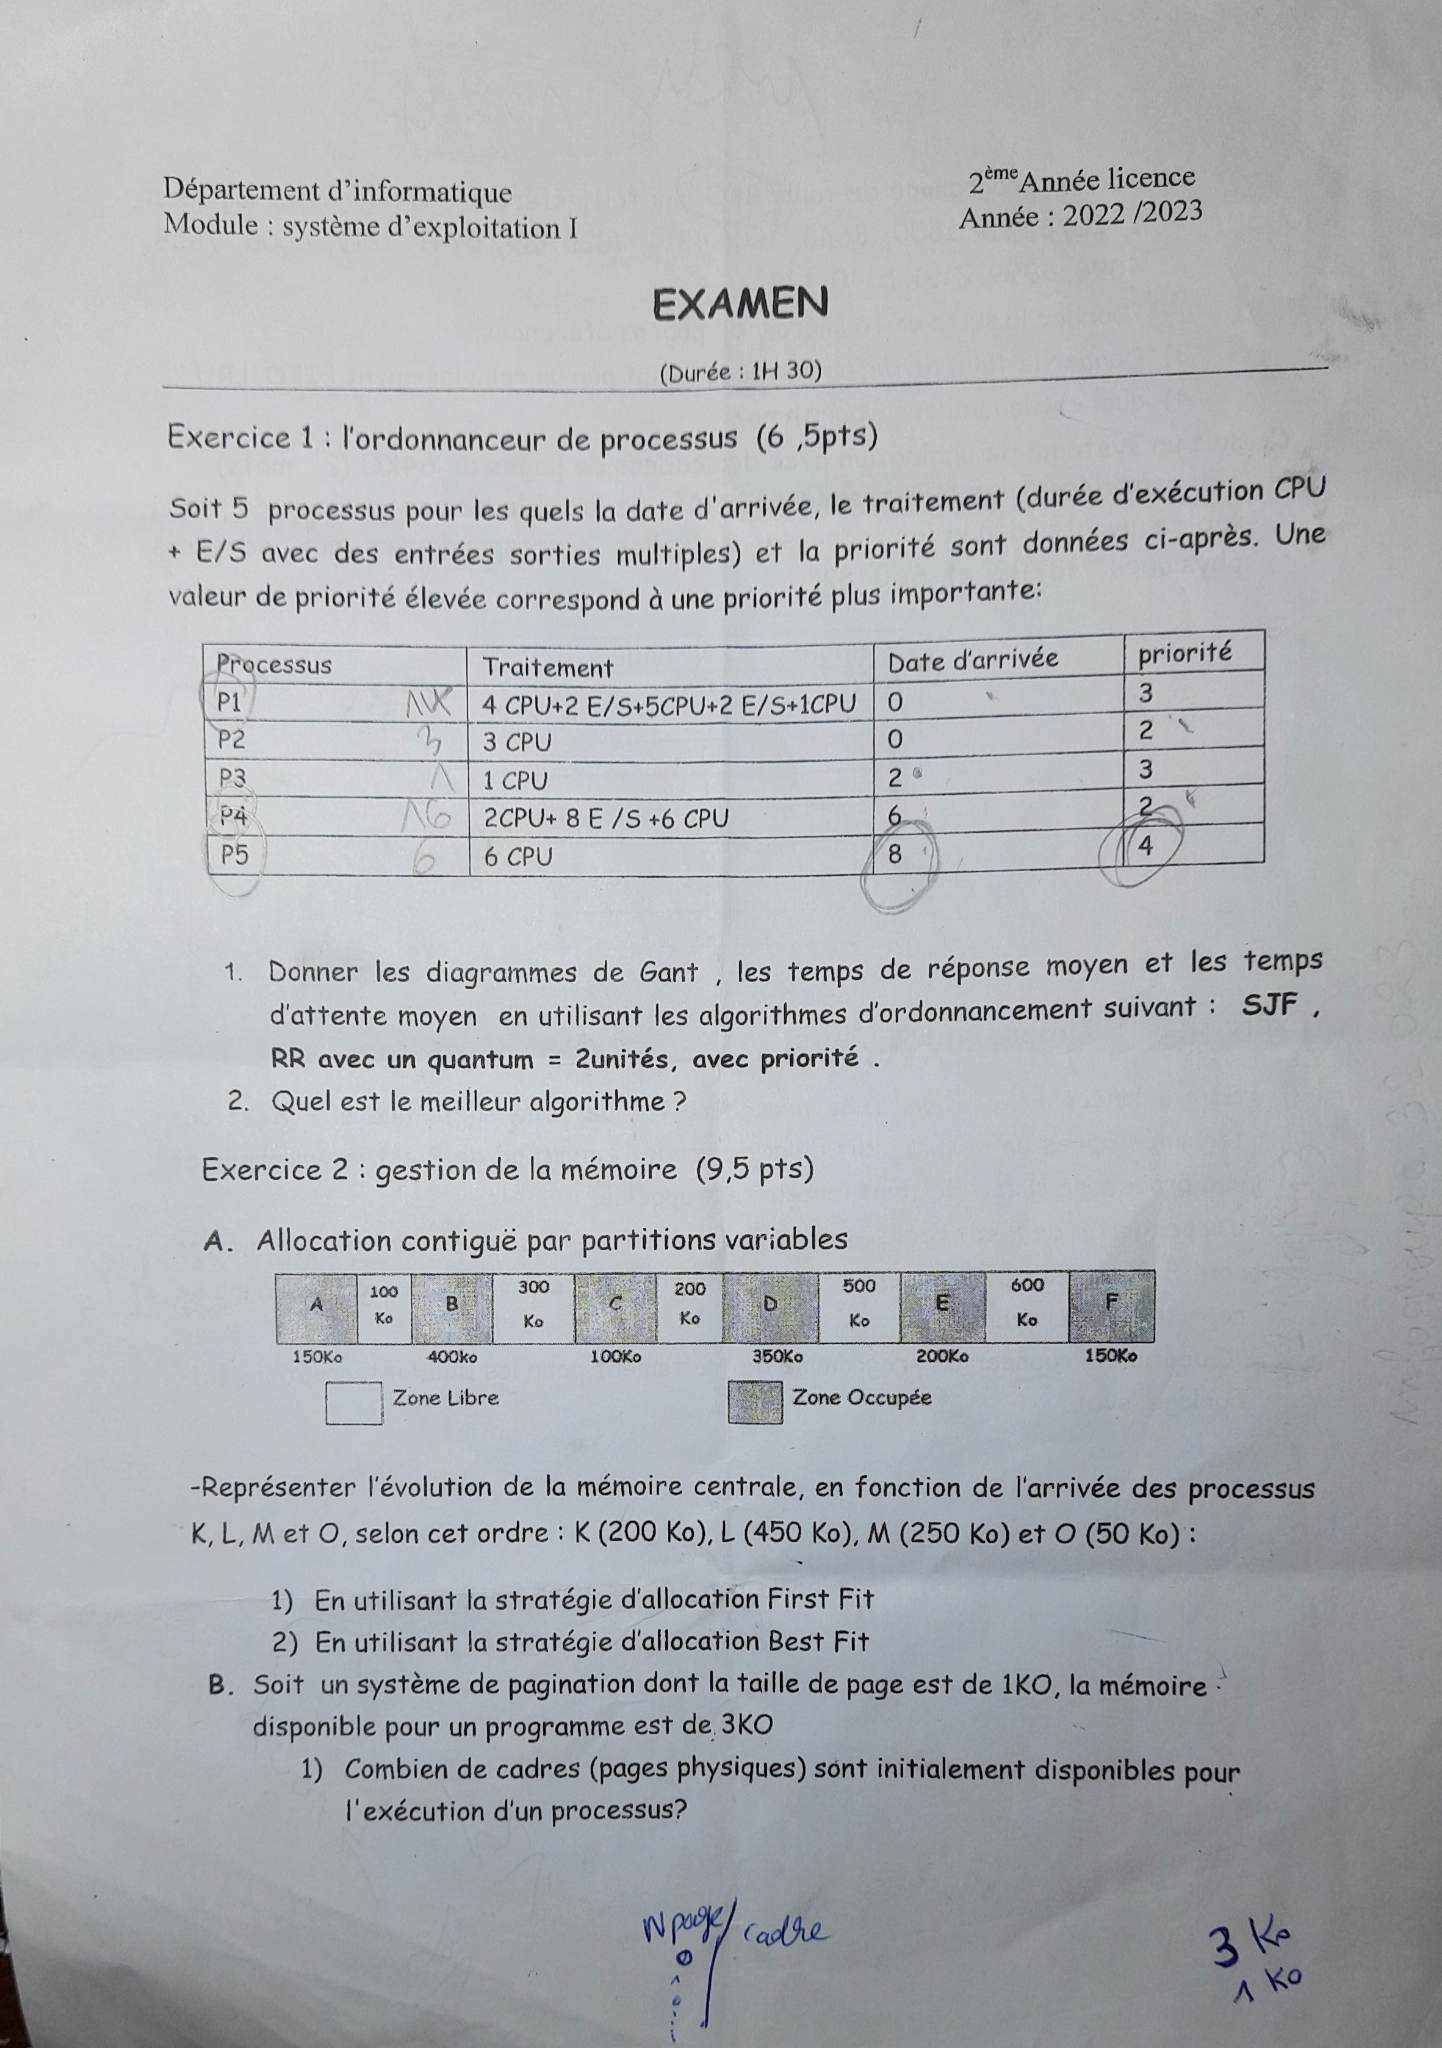 Département d'informatique
2ème Année licence
Module : système d'exploitation I
Année : 2022 /2023
EXAMEN
(Durée : 1H 30)
Exercice 1 : l'ordonnanceur de processus (6 ,5pts)
Soit 5 processus pour les quels la date d'arrivée, le traitement (durée d'exécution CPU
+ E/S avec des entrées sorties multiples) et la priorité sont données ci-après. Une
valeur de priorité élevée correspond à une priorité plus importante:
Processus Traitement Date d'arrivée priorité
P1 4 CPU+2 E/S+5CPU+2 E/S+1CPU 0 3
P2 3 3 CPU 0 2
P3 1 1 CPU 2 3
P4 16 2CPU+ 8 E /S +6 CPU 6 2
P5 6 6 CPU 8 4
1. Donner les diagrammes de Gant , les temps de réponse moyen et les temps
d'attente moyen en utilisant les algorithmes d'ordonnancement suivant : SJF ,
RR avec un quantum = 2unités, avec priorité .
2. Quel est le meilleur algorithme ?
Exercice 2 : gestion de la mémoire (9,5 pts)
A. Allocation contiguë par partitions variables
A 100 Ko B 300 Ko C 200 Ko D 500 Ko E 600 Ko F
150Ko 400ko 100Ko 350Ko 200Ko 150Ko
Zone Libre Zone Occupée
-Représenter l'évolution de la mémoire centrale, en fonction de l'arrivée des processus
K, L, M et O, selon cet ordre : K (200 Ko), L (450 Ko), M (250 Ko) et O (50 Ko) :
1) En utilisant la stratégie d'allocation First Fit
2) En utilisant la stratégie d'allocation Best Fit
B. Soit un système de pagination dont la taille de page est de 1KO, la mémoire
disponible pour un programme est de 3KO
1) Combien de cadres (pages physiques) sont initialement disponibles pour
l'exécution d'un processus?
N page/ cadre
0
3 Ko
1 Ko